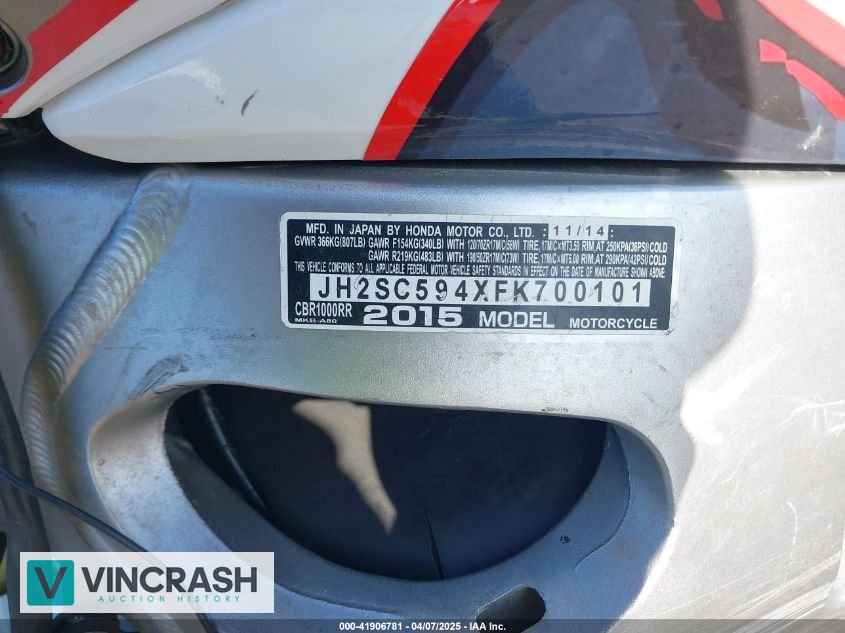 MFD. IN JAPAN BY HONDA MOTOR CO., LTD. : 11/14 :
GVWR 366KG(807LB) GAWR F154KG(340LB) WITH 120/70ZR17M/C(58W) TIRE, 17M/C×MT3.50 RIM, AT 250KPA(36PSI)COLD
GAWR R219KG(483LB) WITH 190/50ZR17M/C(73W) TIRE, 17M/C×MT6.00 RIM, AT 290KPA(42PSI)COLD
THIS VEHICLE CONFORMS TO ALL APPLICABLE FEDERAL MOTOR VEHICLE SAFETY STANDARDS IN EFFECT ON THE DATE OF MANUFACTURE SHOWN ABOVE.
JH2SC594XFK700101
CBR1000RR 2015 MODEL MOTORCYCLE
MKB-A80
VINCRASH
AUCTION HISTORY
000-41906781 - 04/07/2025 - IAA Inc.